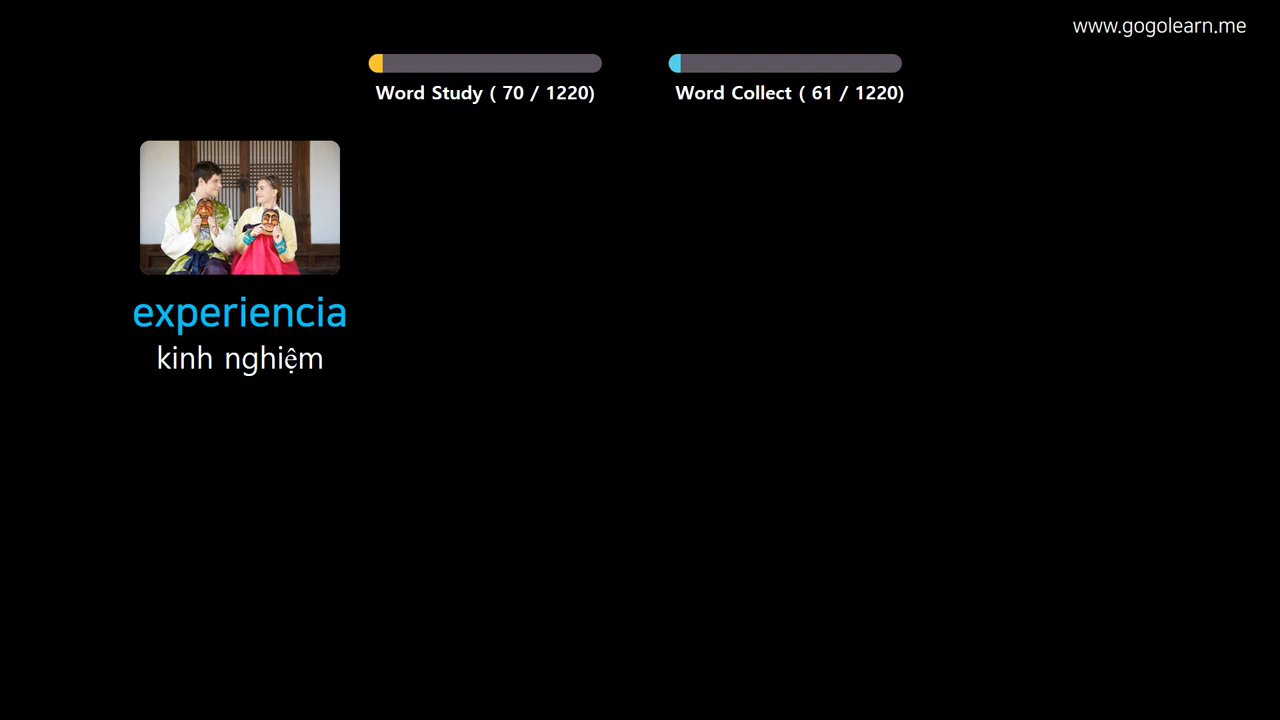 www.gogolearn.me
Word Study ( 70 / 1220)
Word Collect ( 61 / 1220)
experiencia
kinh nghiệm